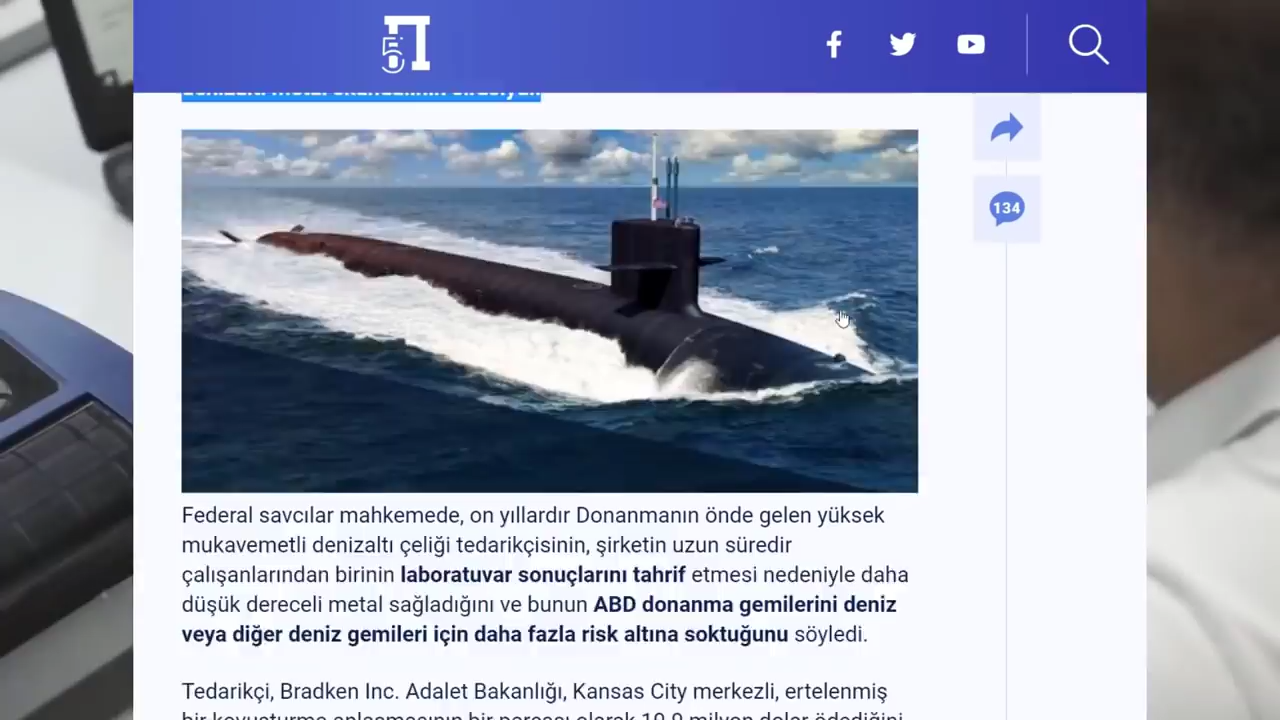 5П
134
Federal savcılar mahkemede, on yıllardır Donanmanın önde gelen yüksek
mukavemetli denizaltı çeliği tedarikçisinin, şirketin uzun süredir
çalışanlarından birinin laboratuvar sonuçlarını tahrif etmesi nedeniyle daha
düşük dereceli metal sağladığını ve bunun ABD donanma gemilerini deniz
veya diğer deniz gemileri için daha fazla risk altına soktuğunu söyledi.
Tedarikçi, Bradken Inc. Adalet Bakanlığı, Kansas City merkezli, ertelenmiş